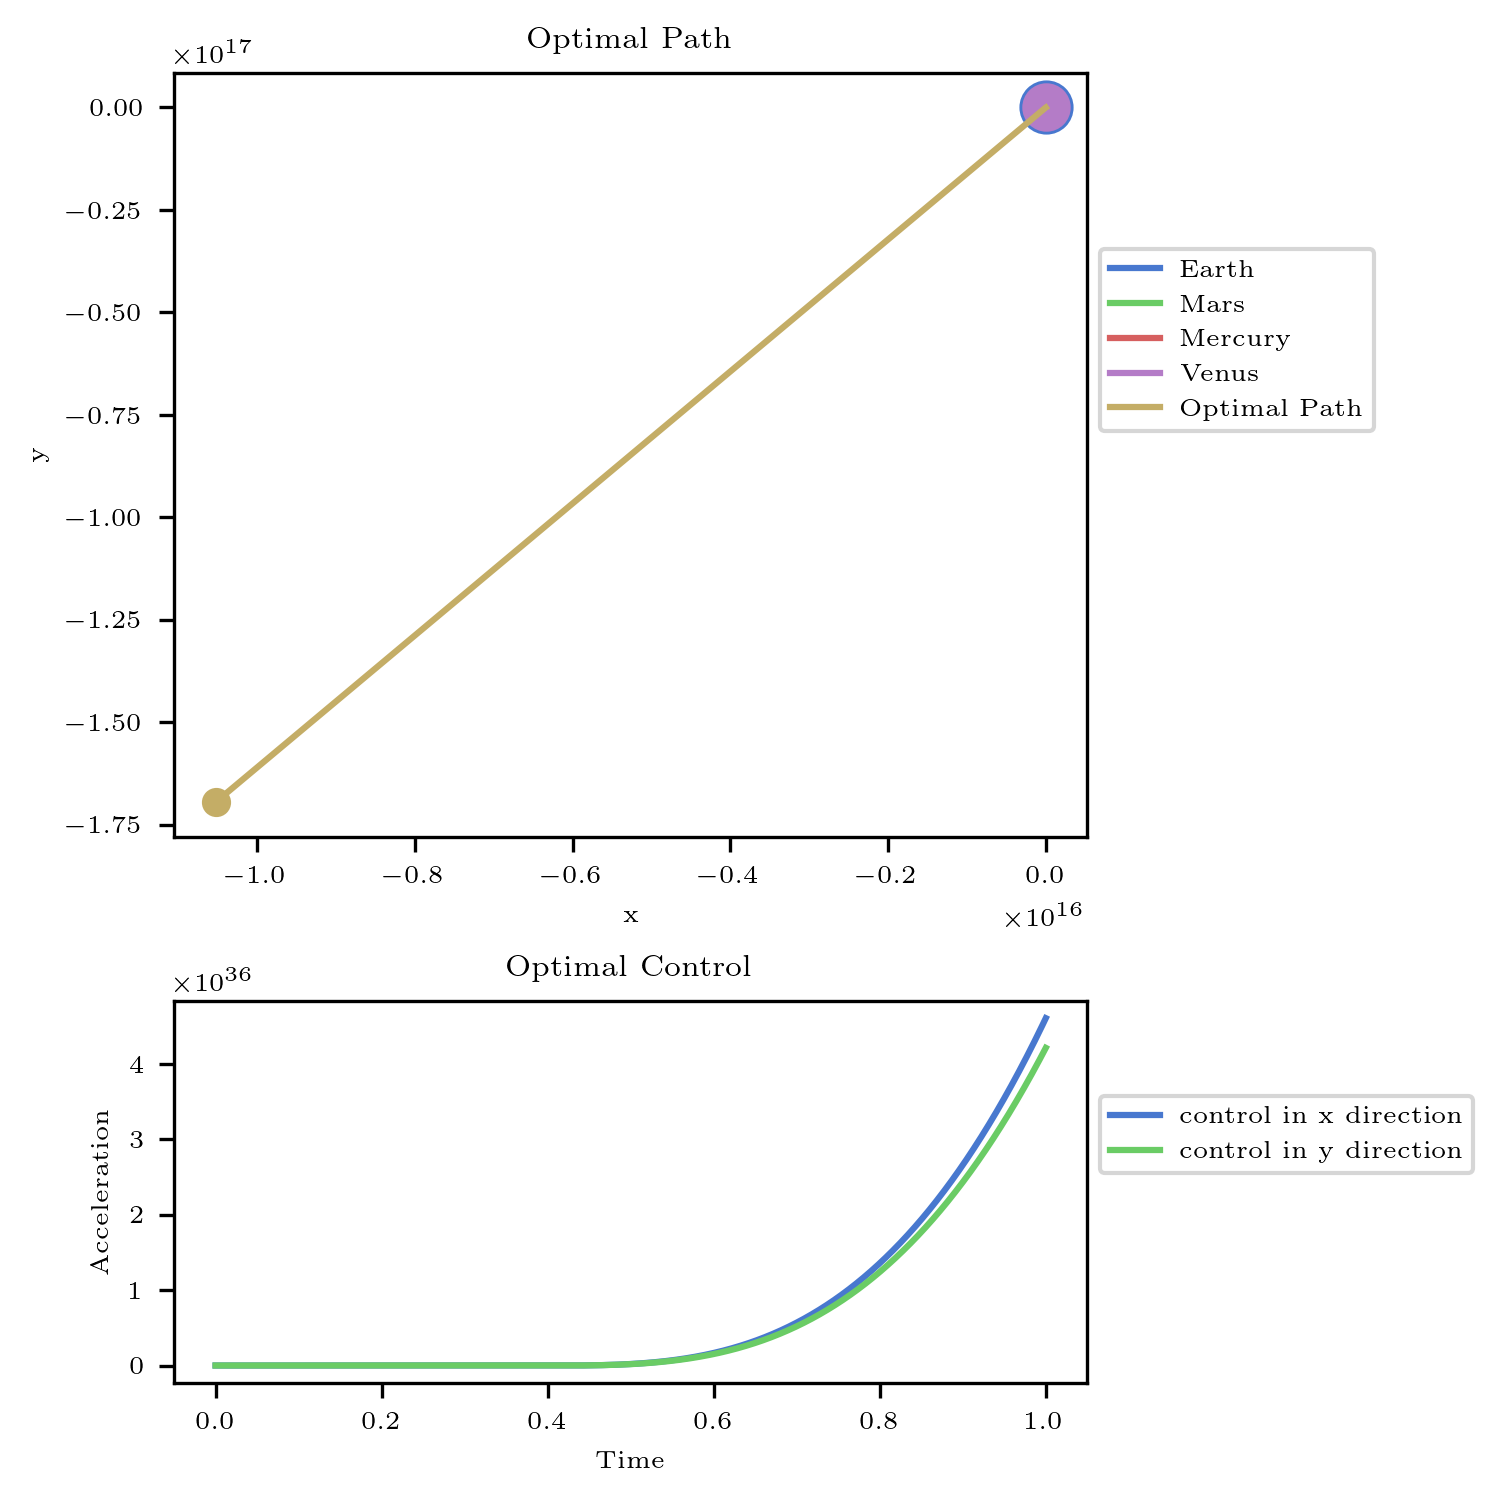 Optimal Path
×10^17
0.00
−0.25
−0.50
−0.75
−1.00
−1.25
−1.50
−1.75
y
−1.0 −0.8 −0.6 −0.4 −0.2 0.0
x
×10^16
Earth
Mars
Mercury
Venus
Optimal Path
Optimal Control
×10^36
4
3
2
1
0
Acceleration
0.0 0.2 0.4 0.6 0.8 1.0
Time
control in x direction
control in y direction